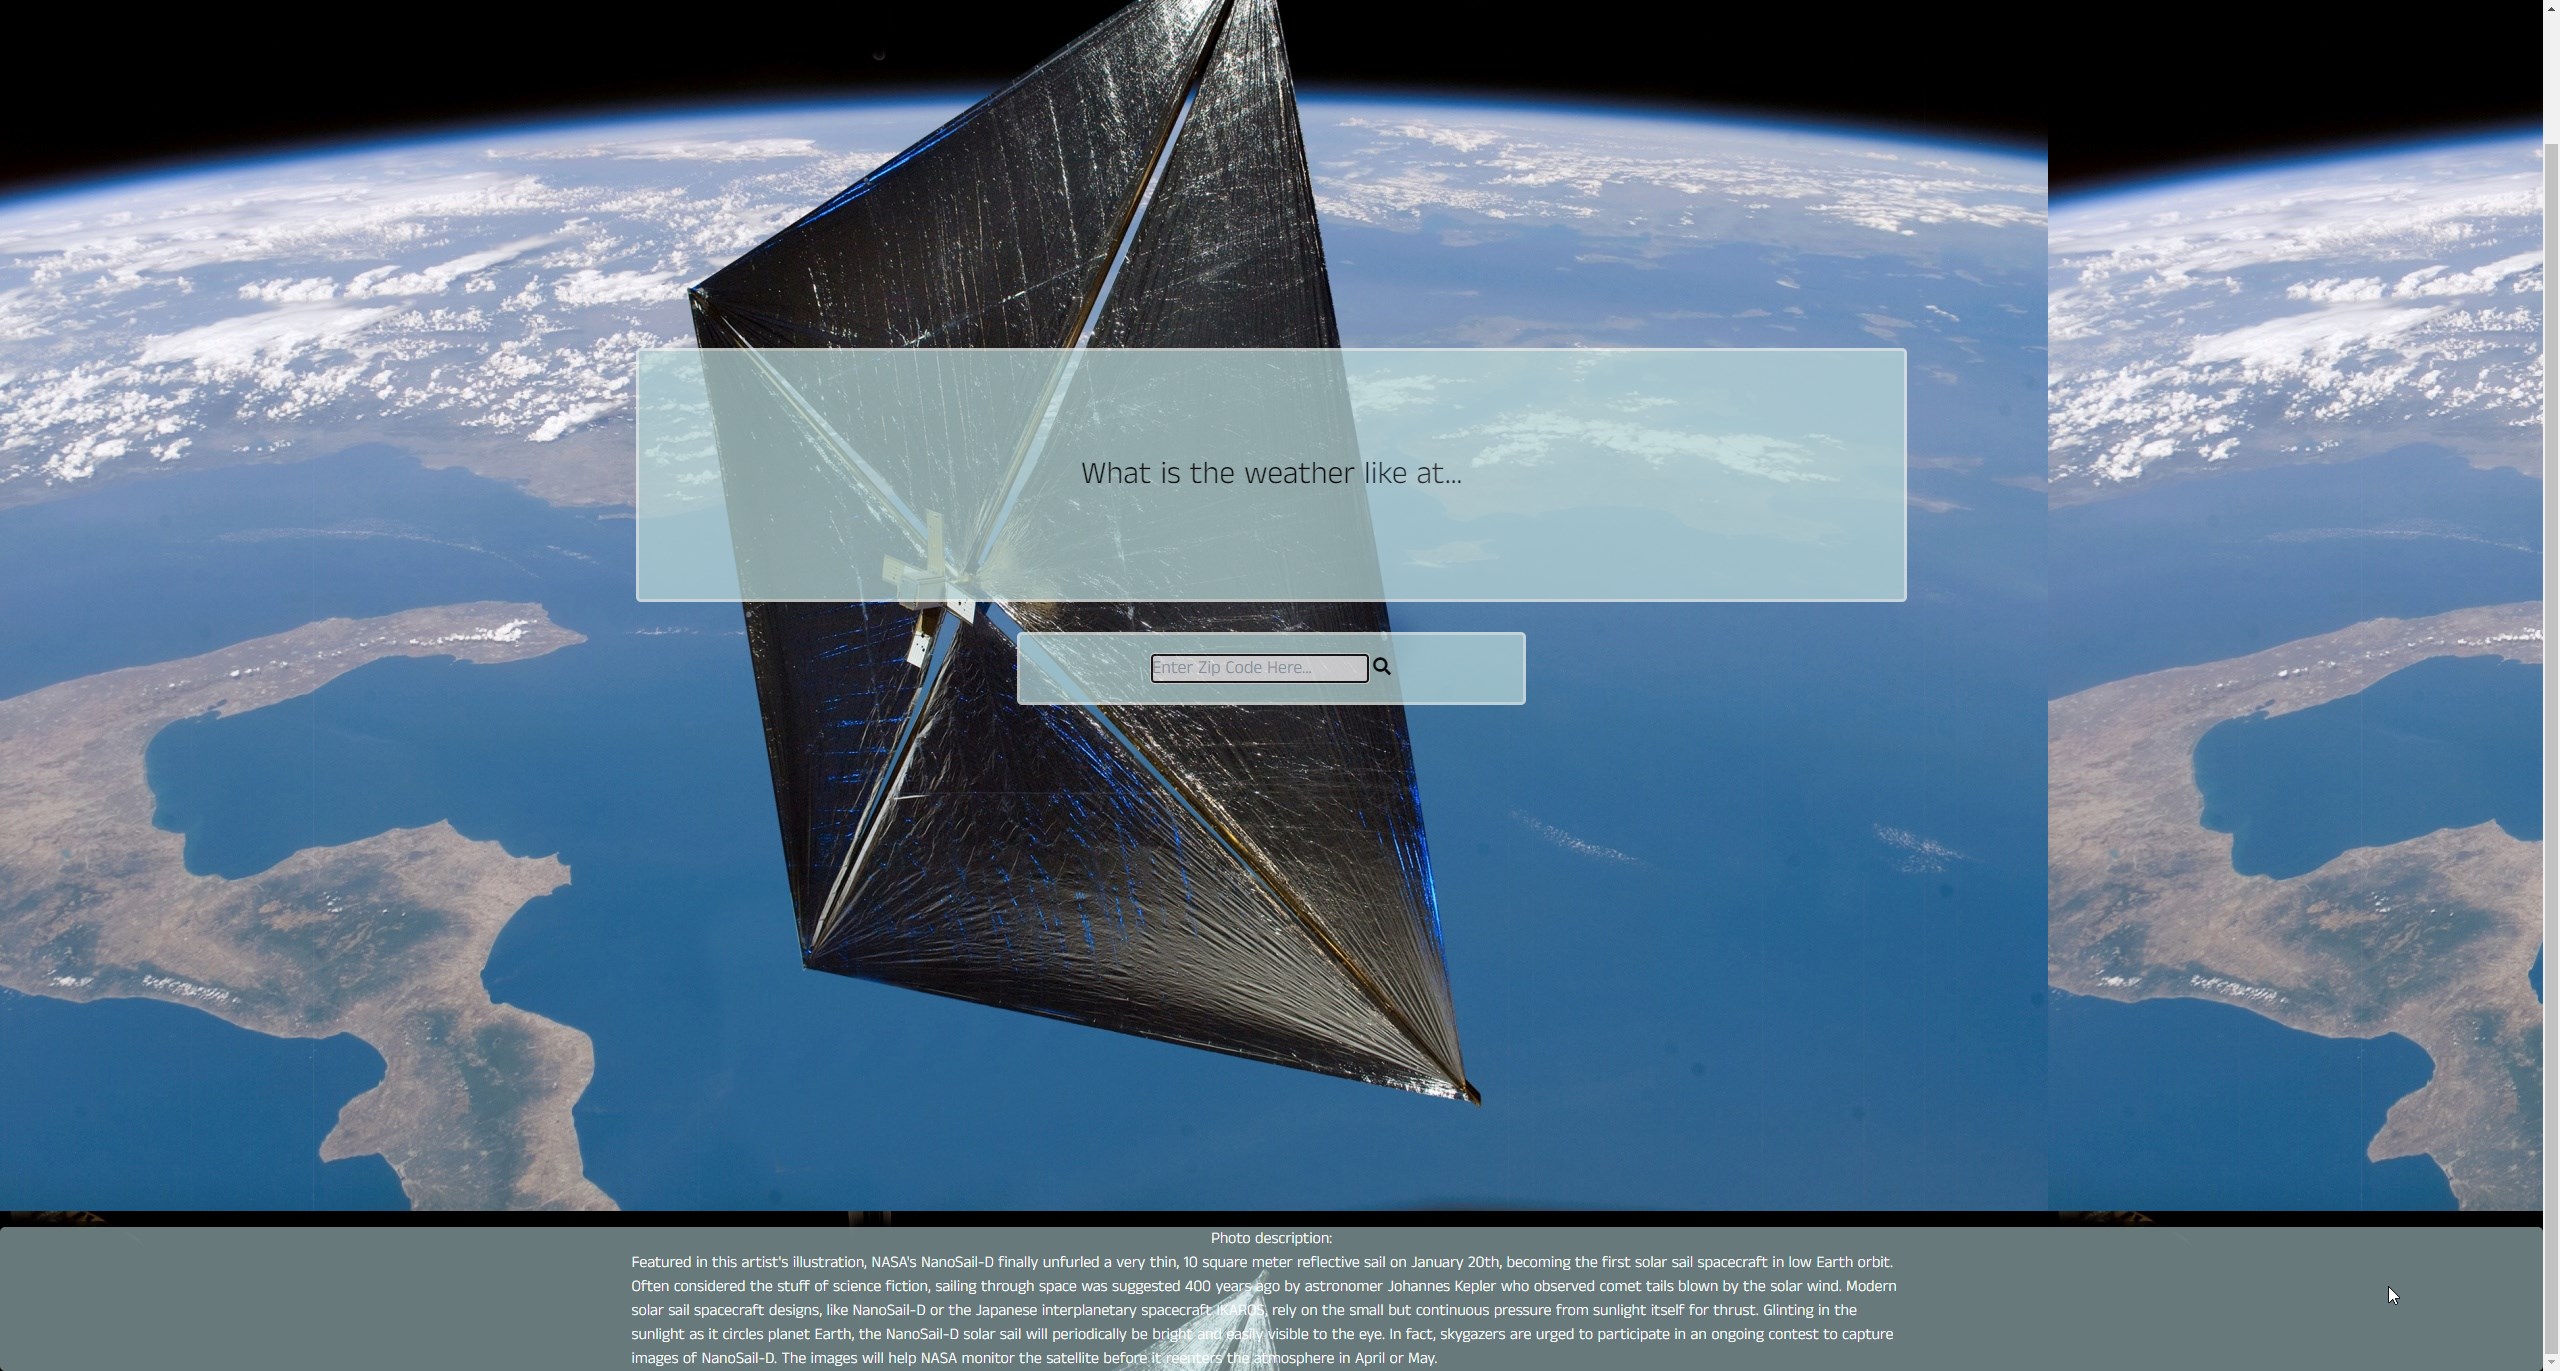 What is the weather like at...
Enter Zip Code Here...
Photo description:
Featured in this artist's illustration, NASA's NanoSail-D finally unfurled a very thin, 10 square meter reflective sail on January 20th, becoming the first solar sail spacecraft in low Earth orbit.
Often considered the stuff of science fiction, sailing through space was suggested 400 years ago by astronomer Johannes Kepler who observed comet tails blown by the solar wind. Modern
solar sail spacecraft designs, like NanoSail-D or the Japanese interplanetary spacecraft IKAROS, rely on the small but continuous pressure from sunlight itself for thrust. Glinting in the
sunlight as it circles planet Earth, the NanoSail-D solar sail will periodically be bright and easily visible to the eye. In fact, skygazers are urged to participate in an ongoing contest to capture
images of NanoSail-D. The images will help NASA monitor the satellite before it reenters the atmosphere in April or May.